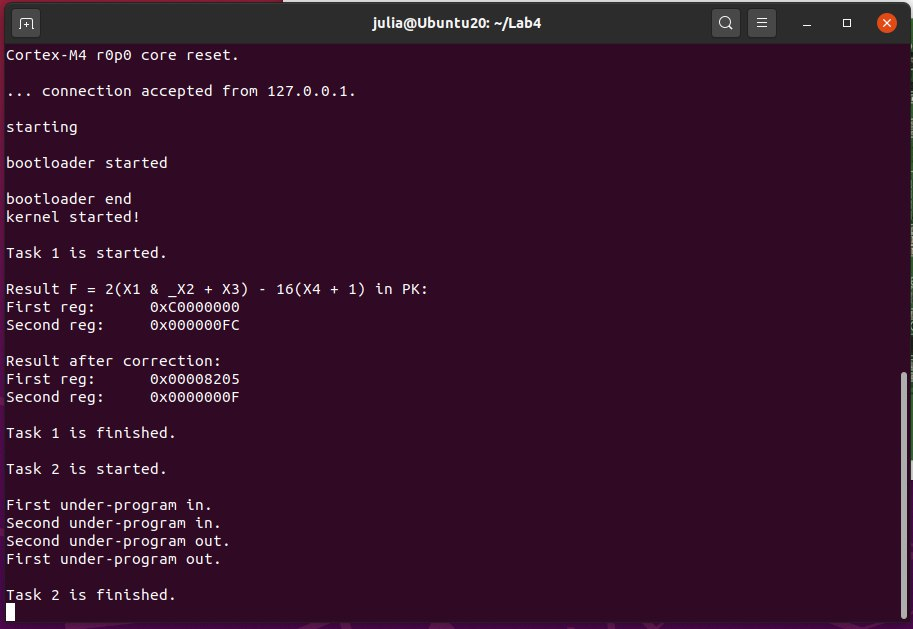 julia@Ubuntu20: ~/Lab4
Cortex-M4 r0p0 core reset.
... connection accepted from 127.0.0.1.
starting
bootloader started
bootloader end
kernel started!
Task 1 is started.
Result F = 2(X1 & _X2 + X3) - 16(X4 + 1) in PK:
First reg:      0xC0000000
Second reg:     0x000000FC
Result after correction:
First reg:      0x00008205
Second reg:     0x0000000F
Task 1 is finished.
Task 2 is started.
First under-program in.
Second under-program in.
Second under-program out.
First under-program out.
Task 2 is finished.